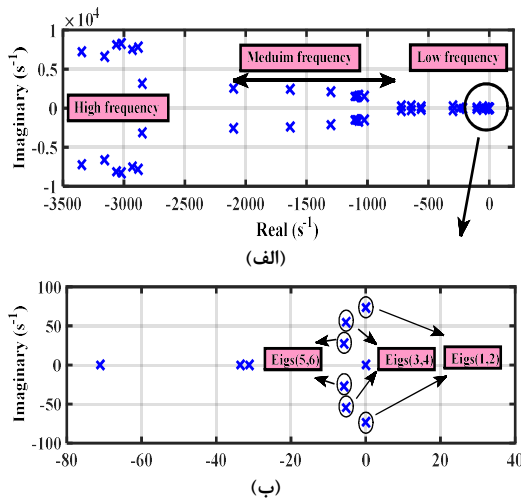 ×10⁴
1
0.5
0
-0.5
-1
Imaginary (s⁻¹)
Meduim frequency
Low frequency
High frequency
-3500 -3000 -2500 -2000 -1500 -1000 -500 0
Real (s⁻¹)
(الف)
100
50
0
-50
-100
Imaginary (s⁻¹)
Eigs(5,6)
Eigs(3,4)
Eigs(1,2)
-80 -60 -40 -20 0 20 40
(ب)